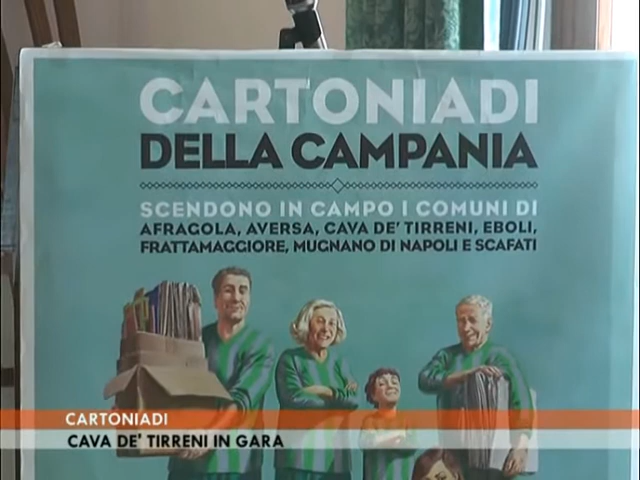 CARTONIADI
DELLA CAMPANIA
SCENDONO IN CAMPO I COMUNI DI
AFRAGOLA, AVERSA, CAVA DE' TIRRENI, EBOLI,
FRATTAMAGGIORE, MUGNANO DI NAPOLI E SCAFATI
CARTONIADI
CAVA DE' TIRRENI IN GARA